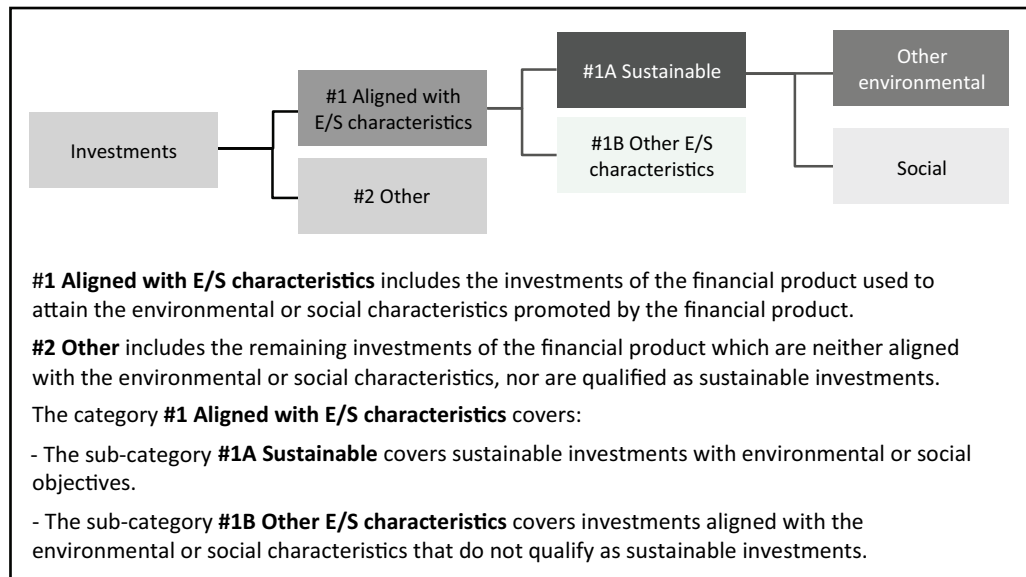 Investments
#1 Aligned with
E/S characteristics
#2 Other
#1A Sustainable
#1B Other E/S
characteristics
Other
environmental
Social
#1 Aligned with E/S characteristics includes the investments of the financial product used to
attain the environmental or social characteristics promoted by the financial product.
#2 Other includes the remaining investments of the financial product which are neither aligned
with the environmental or social characteristics, nor are qualified as sustainable investments.
The category #1 Aligned with E/S characteristics covers:
- The sub-category #1A Sustainable covers sustainable investments with environmental or social
objectives.
- The sub-category #1B Other E/S characteristics covers investments aligned with the
environmental or social characteristics that do not qualify as sustainable investments.